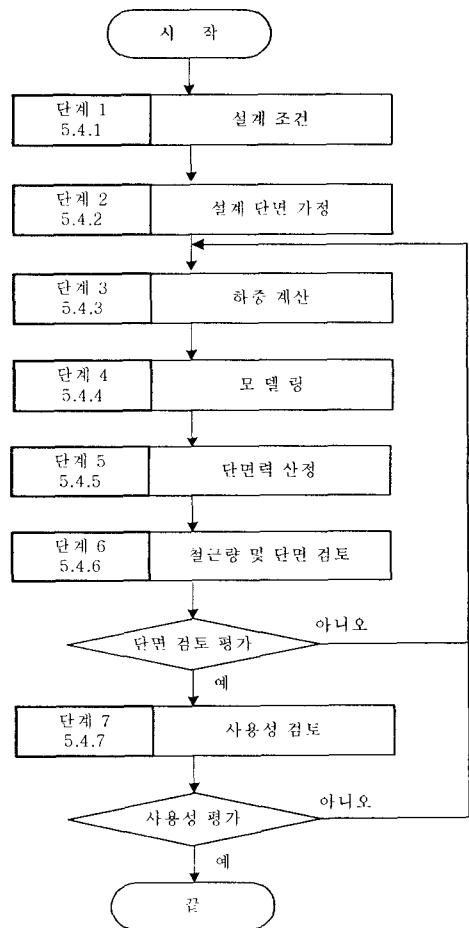 시 작
단계 1
5.4.1
설계 조건
단계 2
5.4.2
설계 단면 가정
단계 3
5.4.3
하중 계산
단계 4
5.4.4
모 델 링
단계 5
5.4.5
단면력 산정
단계 6
5.4.6
철근량 및 단면 검토
단면 검토 평가
아니오
예
단계 7
5.4.7
사용성 검토
사용성 평가
아니오
예
끝